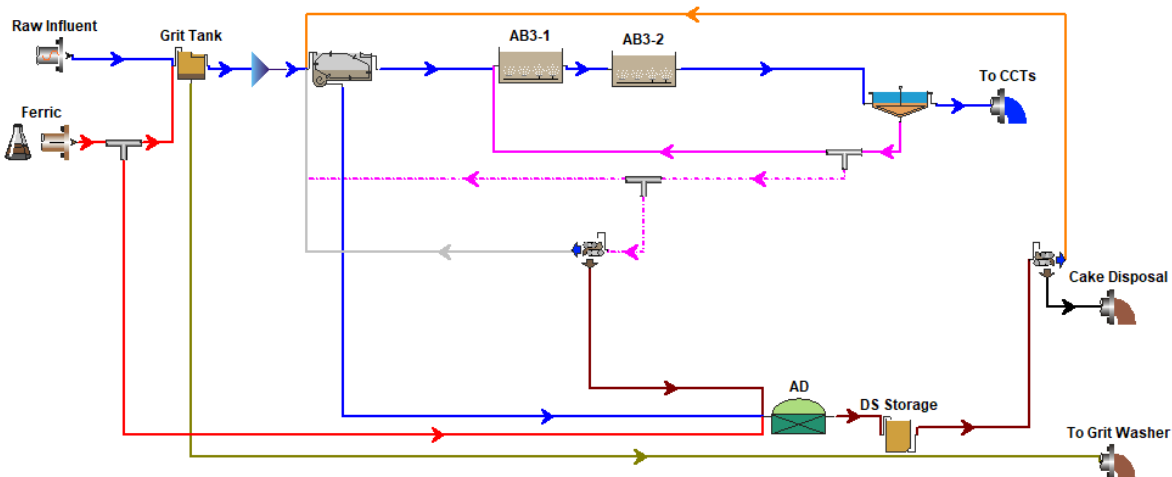 Raw Influent
Grit Tank
AB3-1
AB3-2
To CCTs
Ferric
Cake Disposal
AD
DS Storage
To Grit Washer